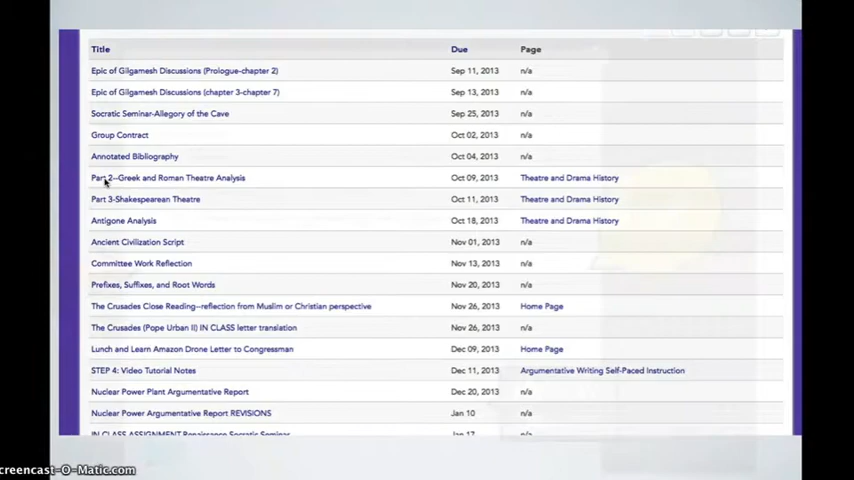 Title Due Page
Epic of Gilgamesh Discussions (Prologue-chapter 2) Sep 11, 2013 n/a
Epic of Gilgamesh Discussions (chapter 3-chapter 7) Sep 13, 2013 n/a
Socratic Seminar-Allegory of the Cave Sep 25, 2013 n/a
Group Contract Oct 02, 2013 n/a
Annotated Bibliography Oct 04, 2013 n/a
Part 2--Greek and Roman Theatre Analysis Oct 09, 2013 Theatre and Drama History
Part 3-Shakespearean Theatre Oct 11, 2013 Theatre and Drama History
Antigone Analysis Oct 18, 2013 Theatre and Drama History
Ancient Civilization Script Nov 01, 2013 n/a
Committee Work Reflection Nov 13, 2013 n/a
Prefixes, Suffixes, and Root Words Nov 20, 2013 n/a
The Crusades Close Reading--reflection from Muslim or Christian perspective Nov 26, 2013 Home Page
The Crusades (Pope Urban II) IN CLASS letter translation Nov 26, 2013 n/a
Lunch and Learn Amazon Drone Letter to Congressman Dec 09, 2013 Home Page
STEP 4: Video Tutorial Notes Dec 11, 2013 Argumentative Writing Self-Paced Instruction
Nuclear Power Plant Argumentative Report Dec 20, 2013 n/a
Nuclear Power Argumentative Report REVISIONS Jan 10 n/a
IN CLASS ASSIGNMENT Renaissance Socratic Seminar Jan 17 n/a
creencast-O-Matic.com